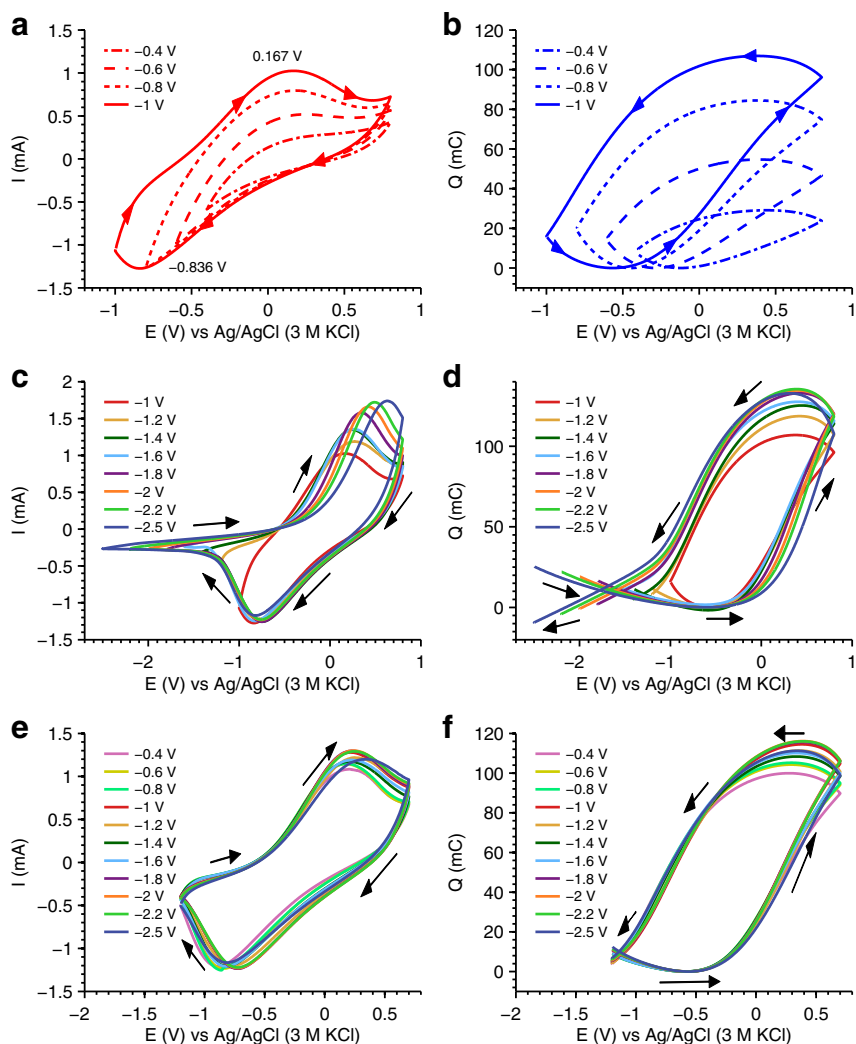 a
−0.4 V
−0.6 V
−0.8 V
−1 V
0.167 V
−0.836 V
I (mA)
1.5
1
0.5
0
−0.5
−1
−1.5
−1 −0.5 0 0.5 1
E (V) vs Ag/AgCl (3 M KCl)
b
−0.4 V
−0.6 V
−0.8 V
−1 V
Q (mC)
120
100
80
60
40
20
0
−1 −0.5 0 0.5 1
E (V) vs Ag/AgCl (3 M KCl)
c
−1 V
−1.2 V
−1.4 V
−1.6 V
−1.8 V
−2 V
−2.2 V
−2.5 V
I (mA)
2
1.5
1
0.5
0
−0.5
−1
−1.5
−2 −1 0 1
E (V) vs Ag/AgCl (3 M KCl)
d
−1 V
−1.2 V
−1.4 V
−1.6 V
−1.8 V
−2 V
−2.2 V
−2.5 V
Q (mC)
100
50
0
−2 −1 0 1
E (V) vs Ag/AgCl (3 M KCl)
e
−0.4 V
−0.6 V
−0.8 V
−1 V
−1.2 V
−1.4 V
−1.6 V
−1.8 V
−2 V
−2.2 V
−2.5 V
I (mA)
1.5
1
0.5
0
−0.5
−1
−1.5
−2 −1.5 −1 −0.5 0 0.5
E (V) vs Ag/AgCl (3 M KCl)
f
−0.4 V
−0.6 V
−0.8 V
−1 V
−1.2 V
−1.4 V
−1.6 V
−1.8 V
−2 V
−2.2 V
−2.5 V
Q (mC)
120
100
80
60
40
20
0
−2 −1.5 −1 −0.5 0 0.5
E (V) vs Ag/AgCl (3 M KCl)